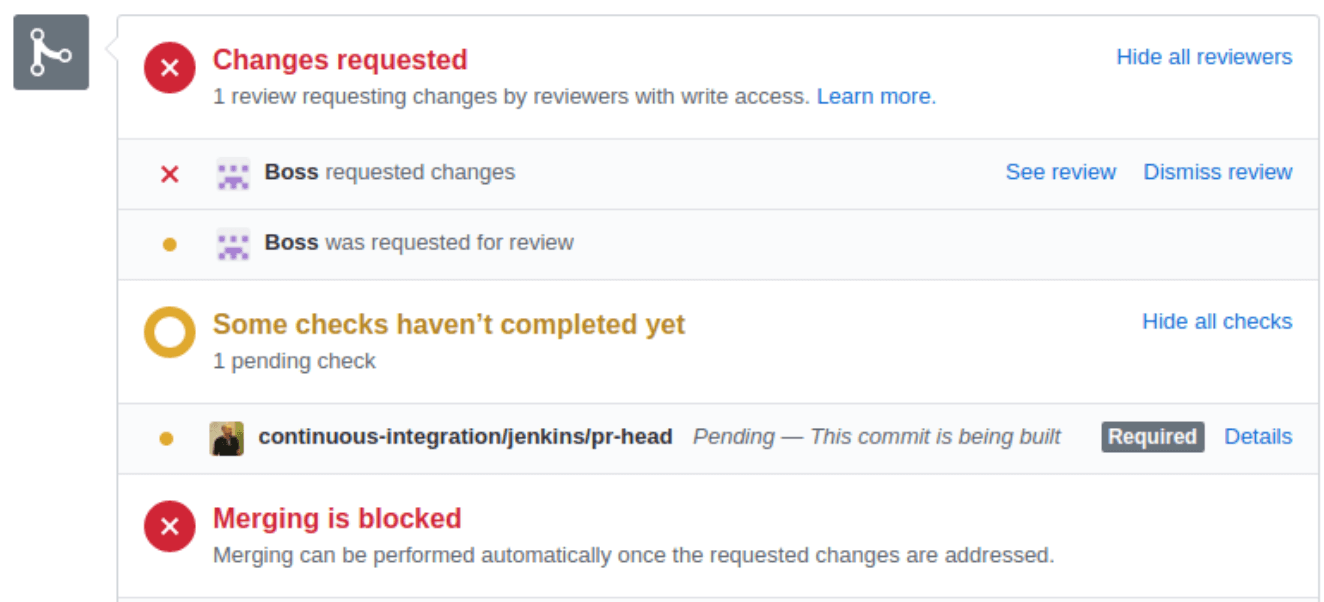 Changes requested
Hide all reviewers
1 review requesting changes by reviewers with write access. Learn more.
Boss requested changes
See review
Dismiss review
Boss was requested for review
Some checks haven’t completed yet
Hide all checks
1 pending check
continuous-integration/jenkins/pr-head Pending — This commit is being built
Required
Details
Merging is blocked
Merging can be performed automatically once the requested changes are addressed.